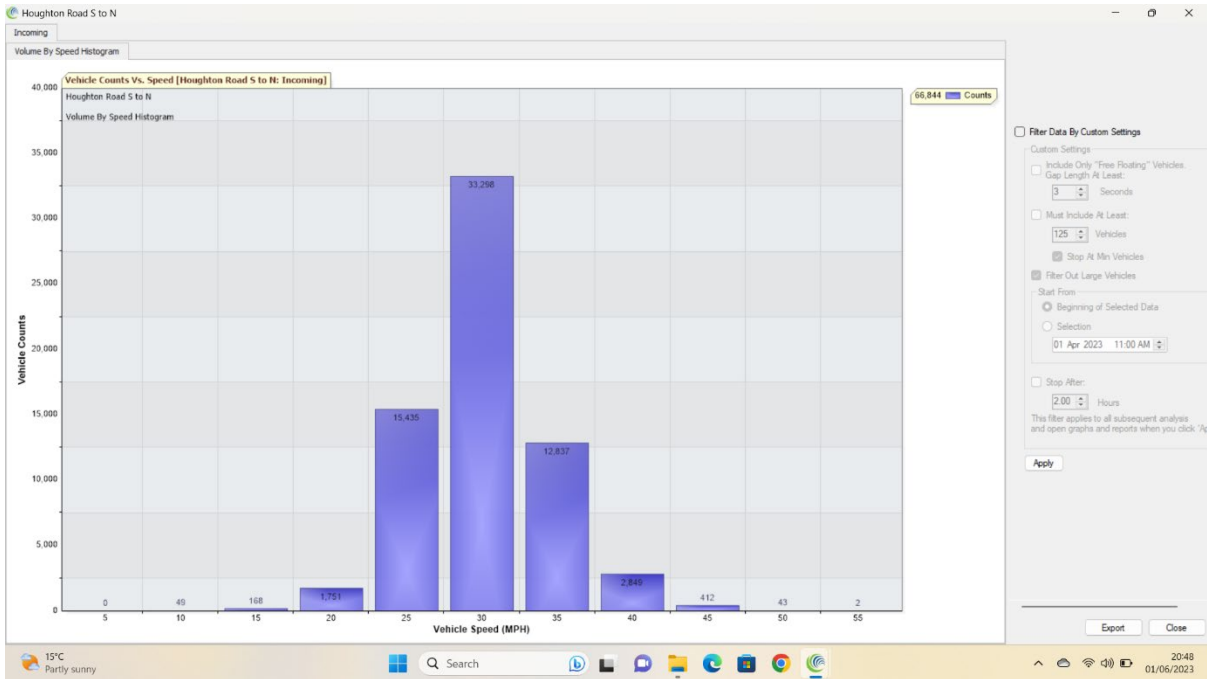 Houghton Road S to N
Incoming
Volume By Speed Histogram
Vehicle Counts Vs. Speed [Houghton Road S to N: Incoming]
Houghton Road S to N
Volume By Speed Histogram
66,844 Counts
Vehicle Counts
40,000
35,000
30,000
25,000
20,000
15,000
10,000
5,000
0
0
49
168
1,751
15,435
33,298
12,837
2,849
412
43
2
5 10 15 20 25 30 35 40 45 50 55
Vehicle Speed (MPH)
Filter Data By Custom Settings
Custom Settings
Include Only "Free Floating" Vehicles.
Gap Length At Least:
3 Seconds
Must Include At Least:
125 Vehicles
Stop At Min Vehicles
Filter Out Large Vehicles
Start From
Beginning of Selected Data
Selection
01 Apr 2023 11:00 AM
Stop After:
2.00 Hours
This filter applies to all subsequent analysis
and open graphs and reports when you click 'Ap
Apply
Export Close
15°C
Partly sunny
Search
20:48
01/06/2023